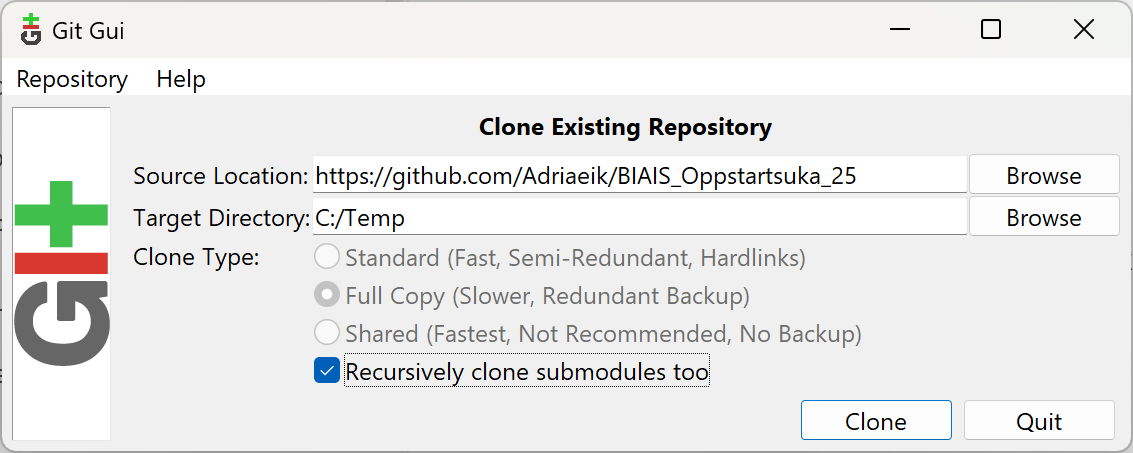 Git Gui
Repository Help
Clone Existing Repository
Source Location: https://github.com/Adriaeik/BIAIS_Oppstartsuka_25 Browse
Target Directory: C:/Temp Browse
Clone Type: Standard (Fast, Semi-Redundant, Hardlinks)
Full Copy (Slower, Redundant Backup)
Shared (Fastest, Not Recommended, No Backup)
Recursively clone submodules too
Clone Quit